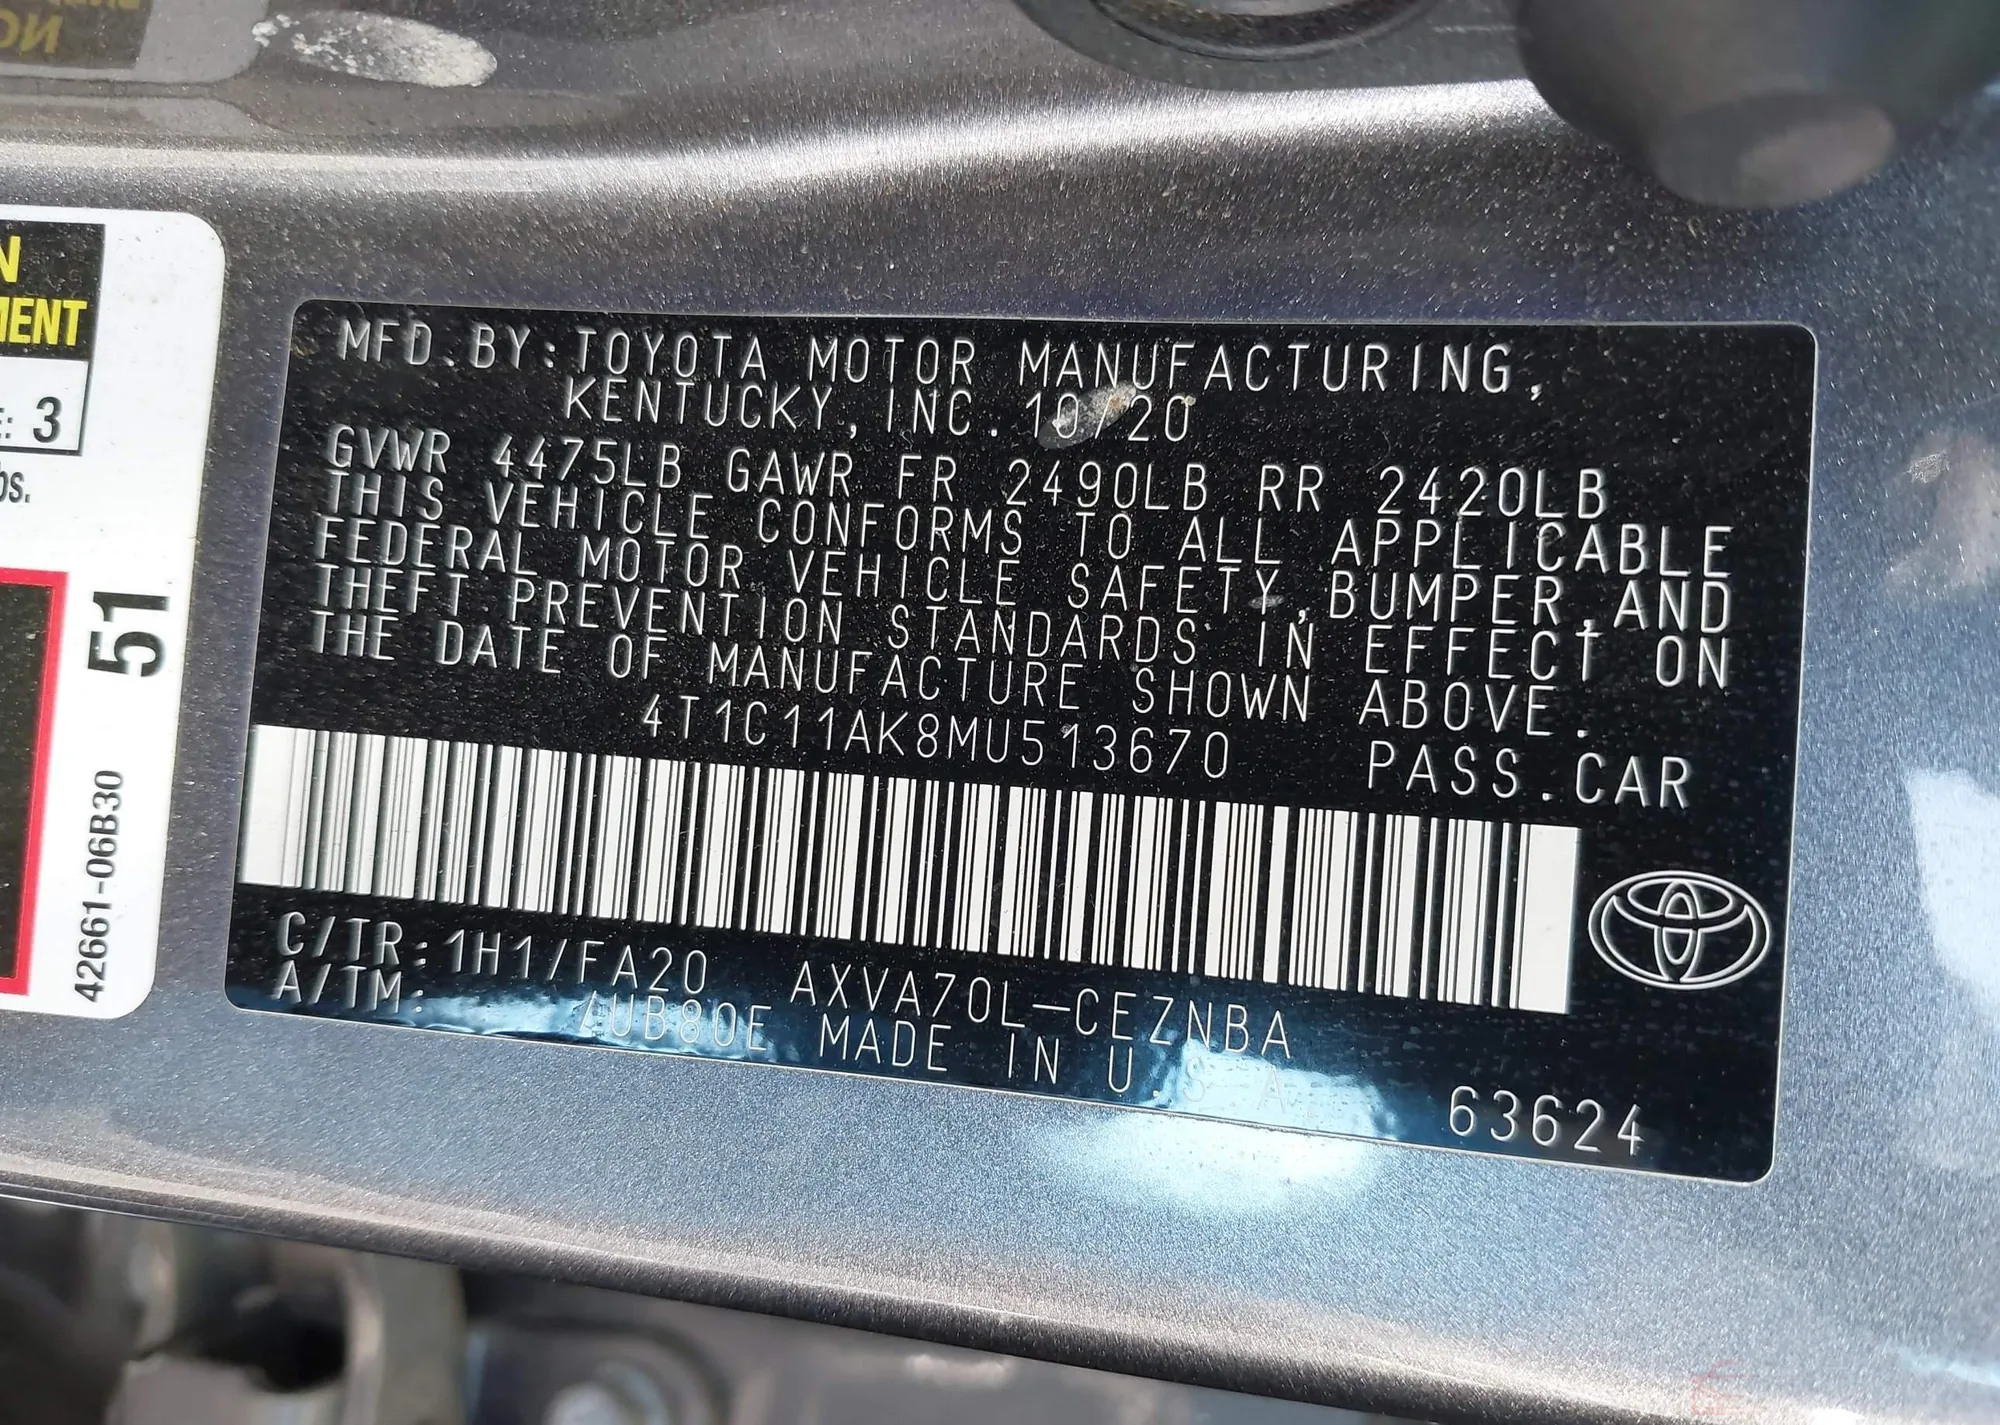 N
MENT
E: 3
bs.
51
42661-06B30
MFD.BY:TOYOTA MOTOR MANUFACTURING,
KENTUCKY,INC. 10/20
GVWR 4475LB GAWR FR 2490LB RR 2420LB
THIS VEHICLE CONFORMS TO ALL APPLICABLE
FEDERAL MOTOR VEHICLE SAFETY,BUMPER,AND
THEFT PREVENTION STANDARDS IN EFFECT ON
THE DATE OF MANUFACTURE SHOWN ABOVE.
4T1C11AK8MU513670 PASS.CAR
C/TR:1H1/FA20 AXVA70L-CEZNBA
A/TM: /UB80E MADE IN U.S.A.
63624